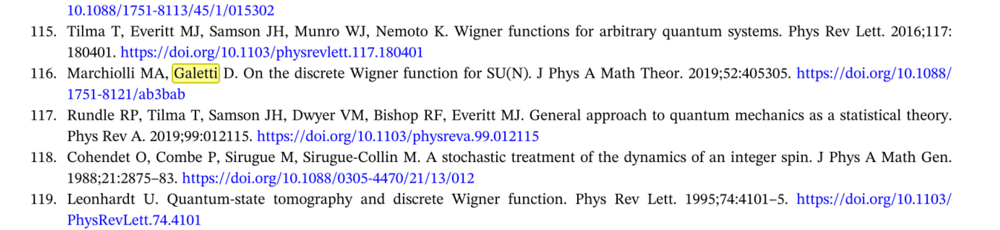 10.1088/1751-8113/45/1/015302
115. Tilma T, Everitt MJ, Samson JH, Munro WJ, Nemoto K. Wigner functions for arbitrary quantum systems. Phys Rev Lett. 2016;117:
180401. https://doi.org/10.1103/physrevlett.117.180401
116. Marchiolli MA, Galetti D. On the discrete Wigner function for SU(N). J Phys A Math Theor. 2019;52:405305. https://doi.org/10.1088/
1751-8121/ab3bab
117. Rundle RP, Tilma T, Samson JH, Dwyer VM, Bishop RF, Everitt MJ. General approach to quantum mechanics as a statistical theory.
Phys Rev A. 2019;99:012115. https://doi.org/10.1103/physreva.99.012115
118. Cohendet O, Combe P, Sirugue M, Sirugue-Collin M. A stochastic treatment of the dynamics of an integer spin. J Phys A Math Gen.
1988;21:2875–83. https://doi.org/10.1088/0305-4470/21/13/012
119. Leonhardt U. Quantum-state tomography and discrete Wigner function. Phys Rev Lett. 1995;74:4101–5. https://doi.org/10.1103/
PhysRevLett.74.4101